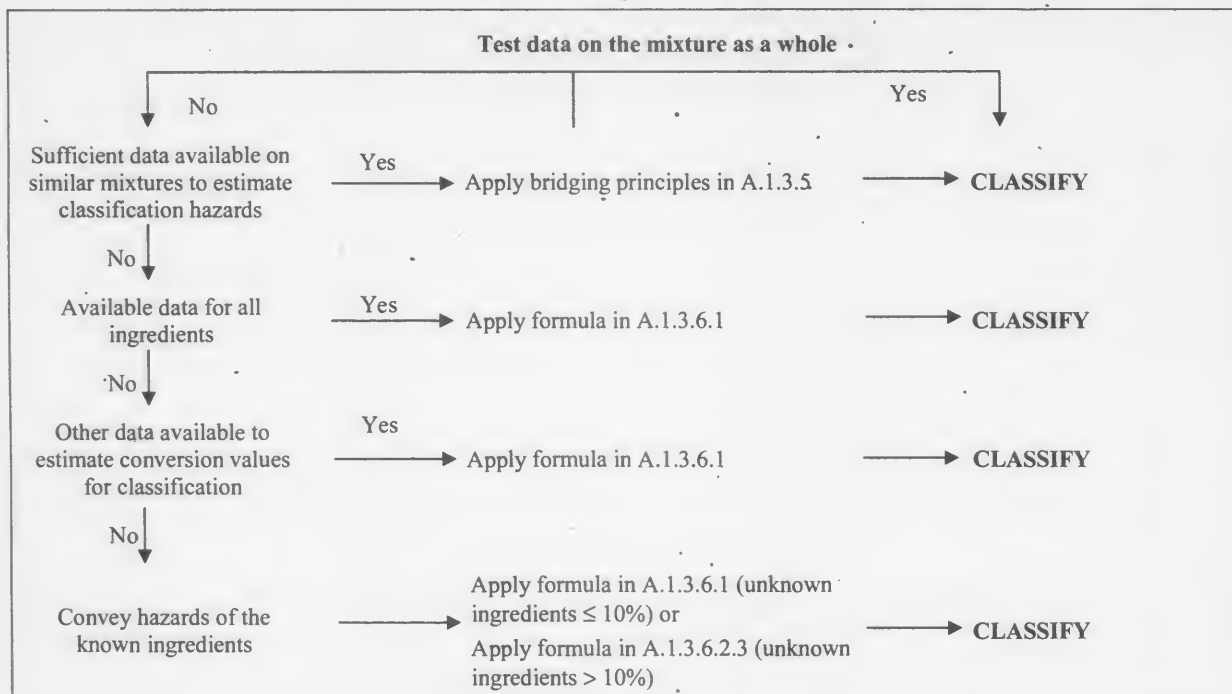 Test data on the mixture as a whole
No
Yes
Sufficient data available on
similar mixtures to estimate
classification hazards
Yes
Apply bridging principles in A.1.3.5.
CLASSIFY
No
Available data for all
ingredients
Yes
Apply formula in A.1.3.6.1
CLASSIFY
No
Other data available to
estimate conversion values
for classification
Yes
Apply formula in A.1.3.6.1
CLASSIFY
No
Convey hazards of the
known ingredients
Apply formula in A.1.3.6.1 (unknown
ingredients ≤ 10%) or
Apply formula in A.1.3.6.2.3 (unknown
ingredients > 10%)
CLASSIFY